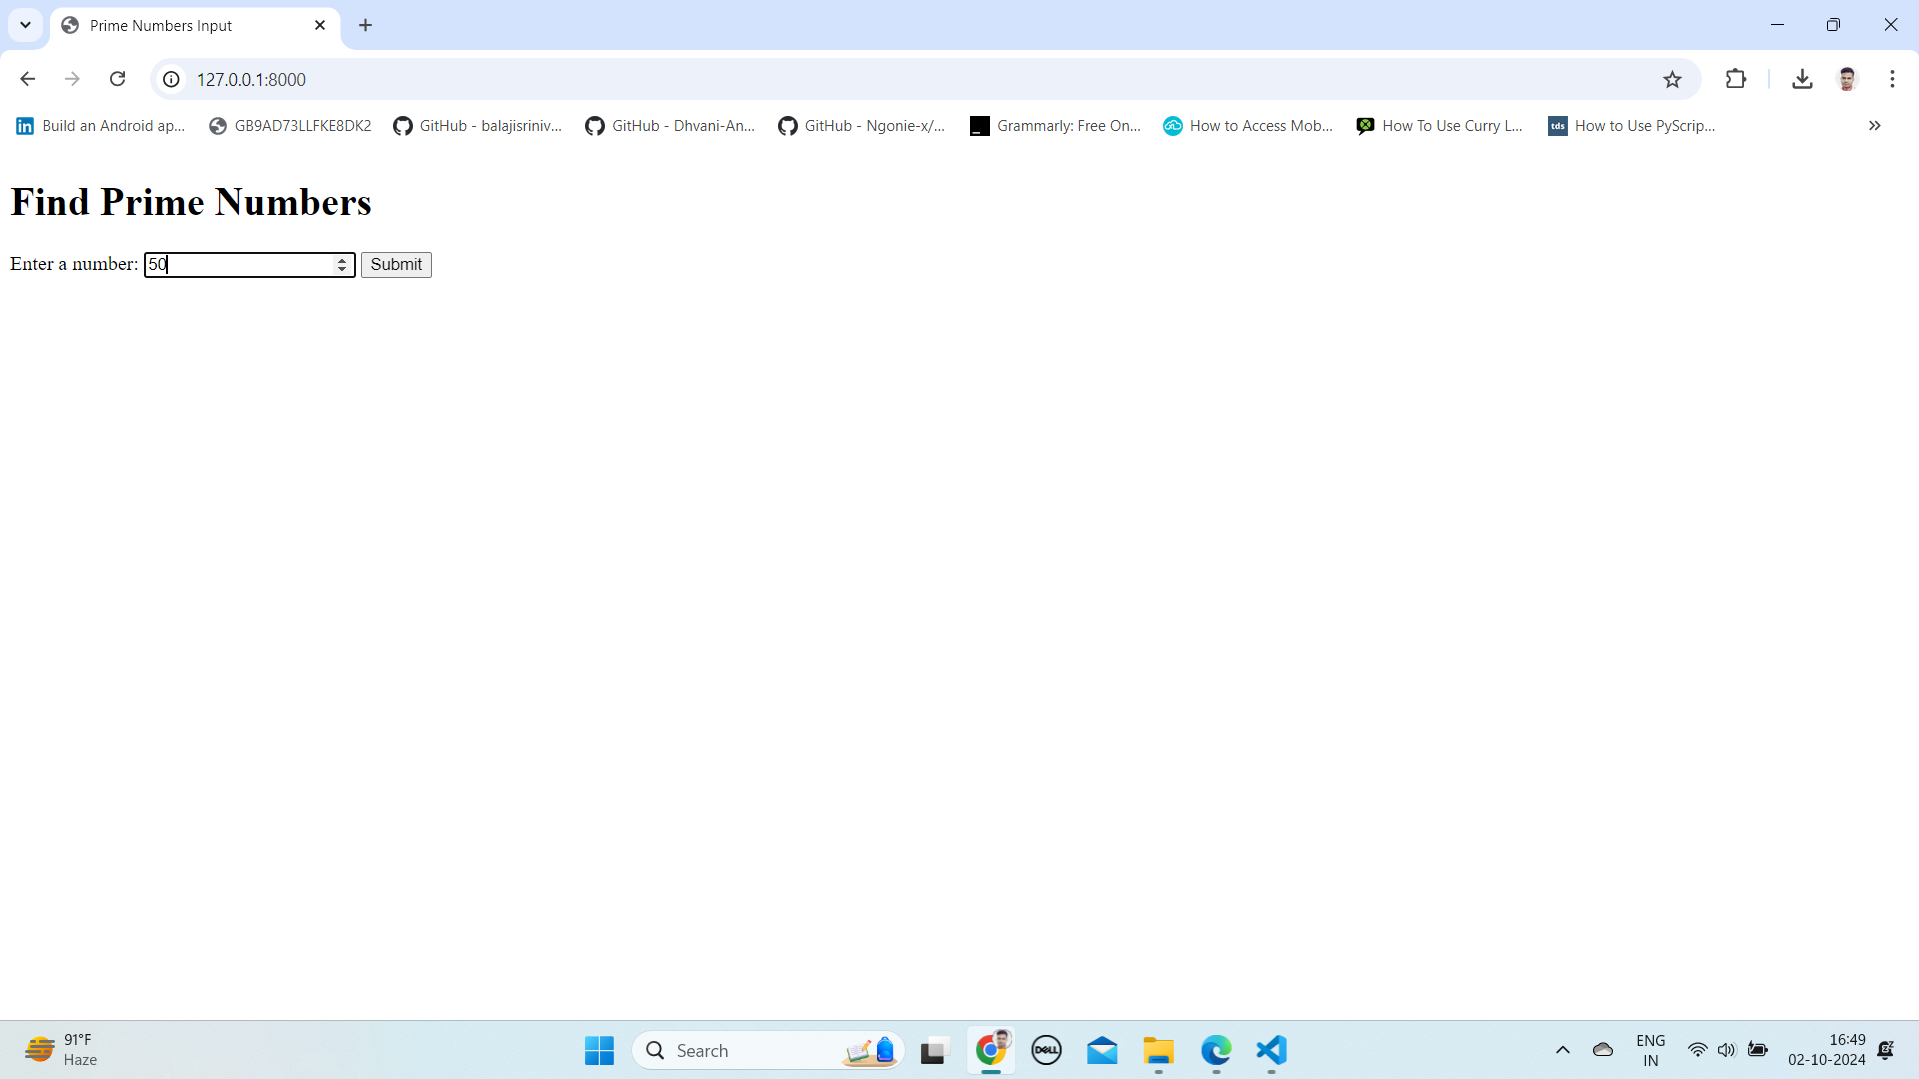 Prime Numbers Input
127.0.0.1:8000
Build an Android ap...
GB9AD73LLFKE8DK2
GitHub - balajisriniv...
GitHub - Dhvani-An...
GitHub - Ngonie-x/...
Grammarly: Free On...
How to Access Mob...
How To Use Curry L...
tds
How to Use PyScrip...
Find Prime Numbers
Enter a number: 50 Submit
91°F
Haze
Search
DELL
ENG
IN
16:49
02-10-2024